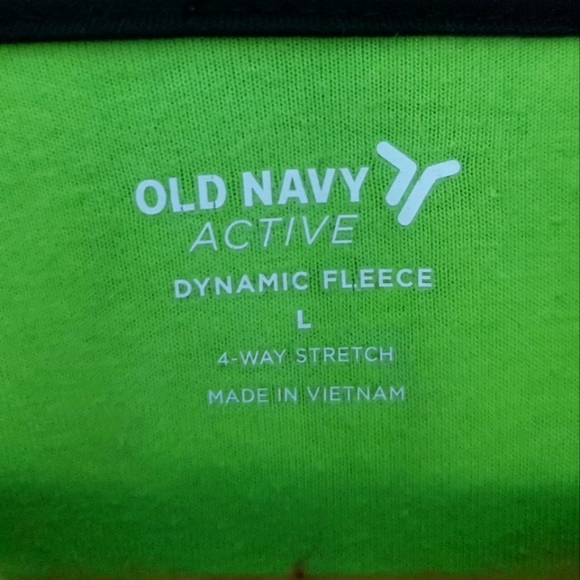 OLD NAVY
ACTIVE
DYNAMIC FLEECE
L
4-WAY STRETCH
MADE IN VIETNAM